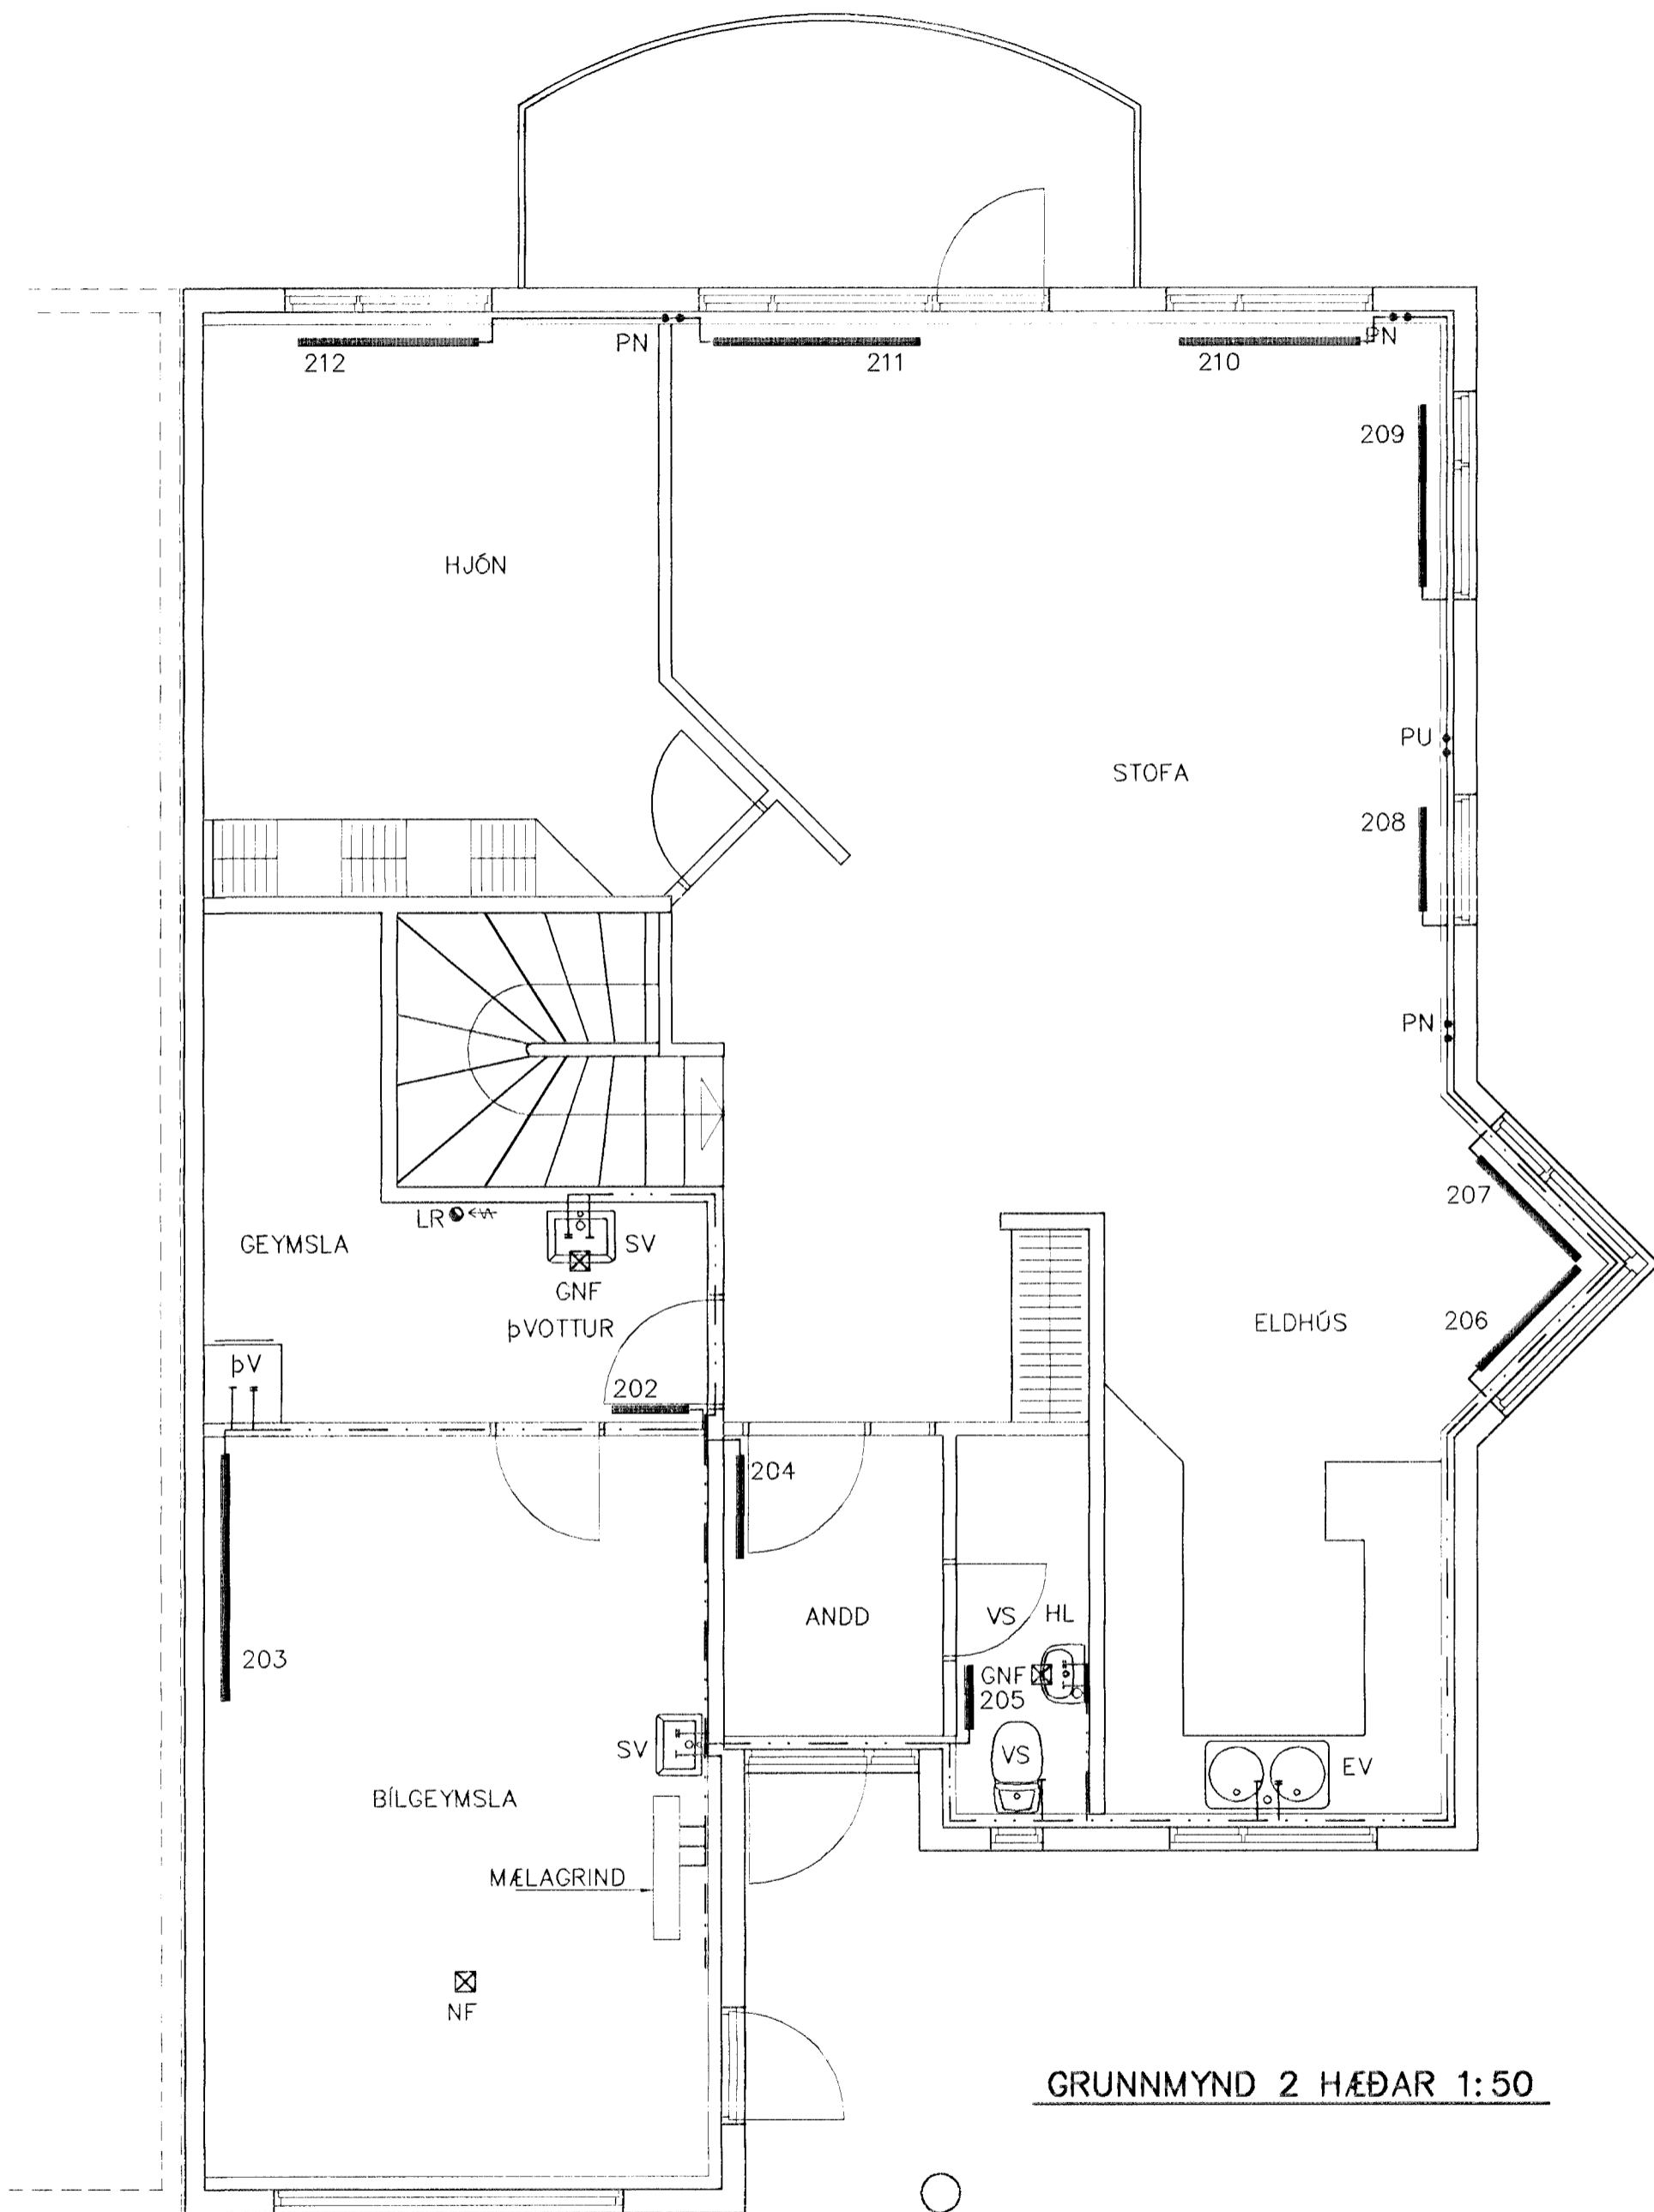 212
PN
211
210
PN
209
HJÓN
PU
STOFA
208
PN
207
LR
SV
GEYMSLA
GNF
ÞVOTTUR
ELDHÚS
206
ÞV
202
204
203
ANDD
VS
HL
GNF
205
SV
VS
EV
BÍLGEYMSLA
MÆLAGRIND
NF
GRUNNMYND 2 HÆÐAR 1:50